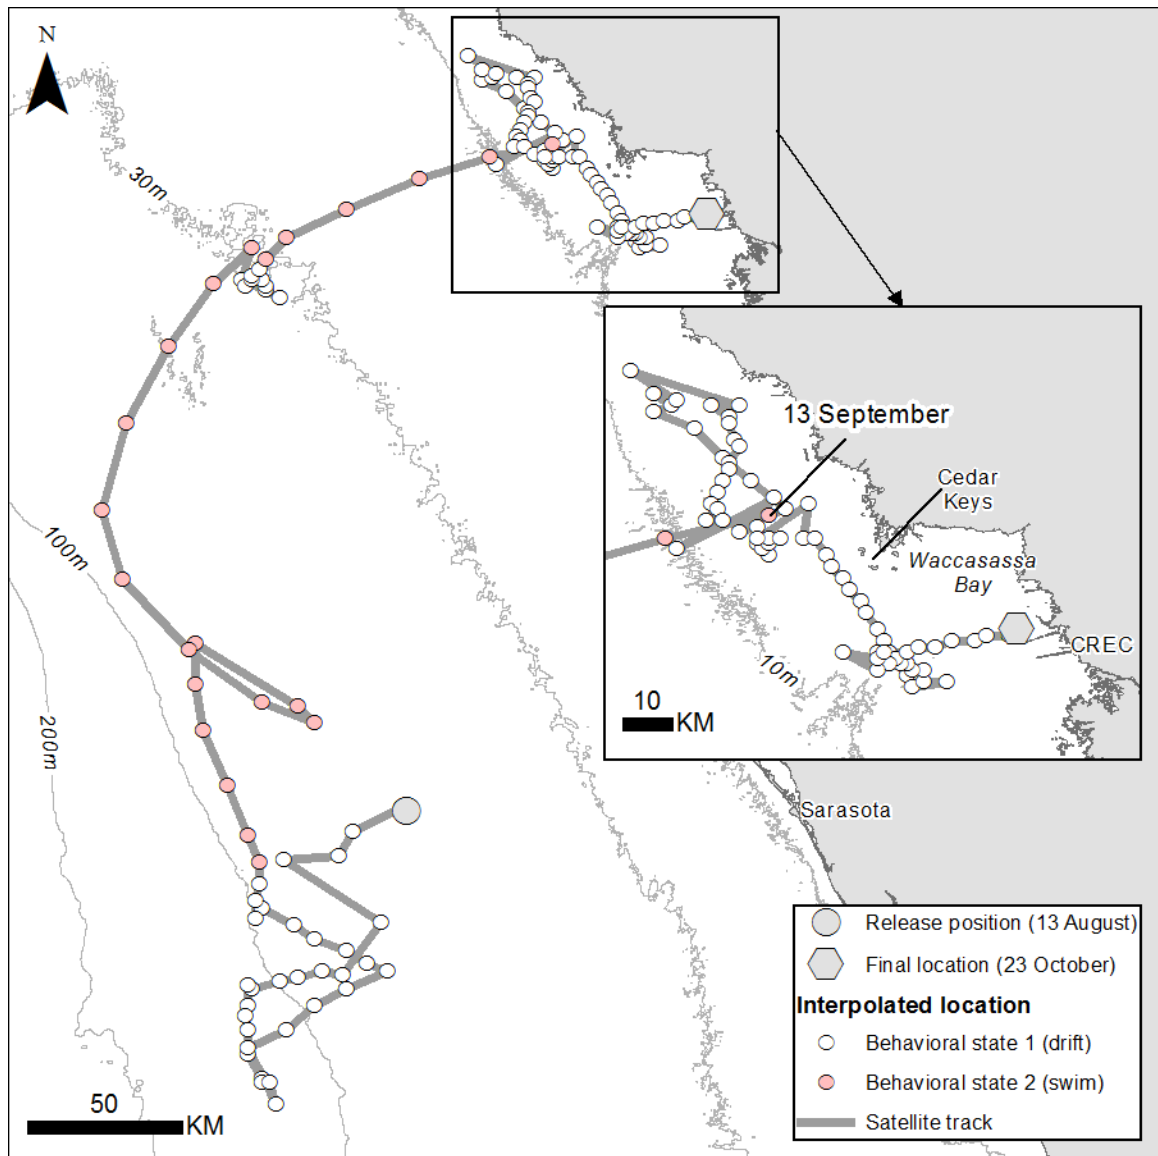 N
30m
13 September
Cedar
Keys
Waccasassa
Bay
100m
CREC
10m
10
KM
200m
Sarasota
Release position (13 August)
Final location (23 October)
Interpolated location
Behavioral state 1 (drift)
Behavioral state 2 (swim)
Satellite track
50
KM